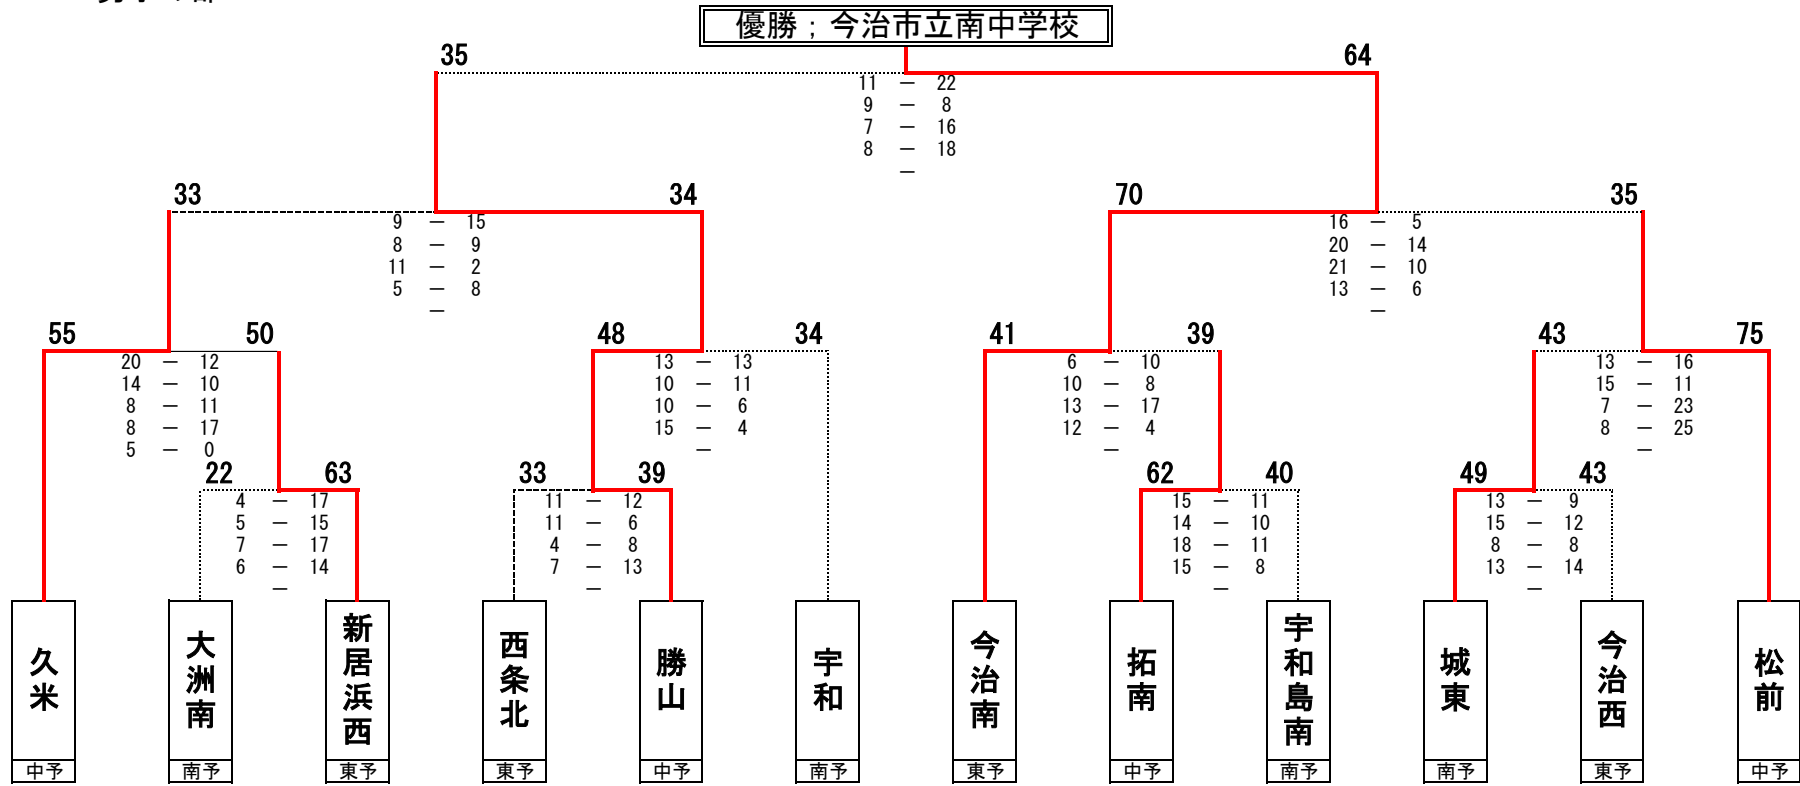 優勝；今治市立南中学校
35 64
11 － 22
9 － 8
7 － 16
8 － 18
－
33 34 70 35
9 － 15 16 － 5
8 － 9 20 － 14
11 － 2 21 － 10
5 － 8 13 － 6
－ －
55 50 48 34 41 39 43 75
20 － 12 13 － 13 6 － 10 13 － 16
14 － 10 10 － 11 10 － 8 15 － 11
8 － 11 10 － 6 13 － 17 7 － 23
8 － 17 15 － 4 12 － 4 8 － 25
5 － 0 － － －
22 63 33 39 62 40 49 43
4 － 17 11 － 12 15 － 11 13 － 9
5 － 15 11 － 6 14 － 10 15 － 12
7 － 17 4 － 8 18 － 11 8 － 8
6 － 14 7 － 13 15 － 8 13 － 14
－ － － －
久米
大洲南
新居浜西
西条北
勝山
宇和
今治南
拓南
宇和島南
城東
今治西
松前
中予 南予 東予 東予 中予 南予 東予 中予 南予 南予 東予 中予